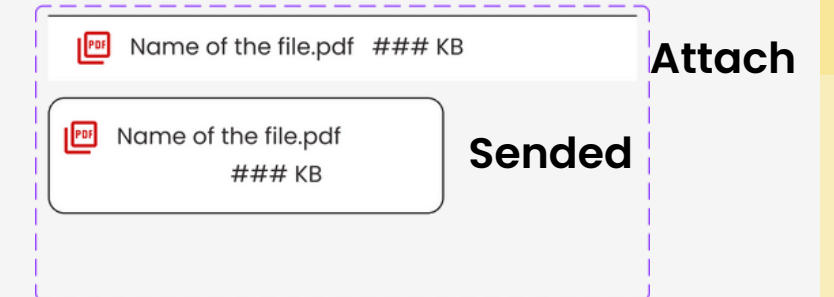 PDF Name of the file.pdf ### KB
Attach
PDF Name of the file.pdf
### KB
Sended